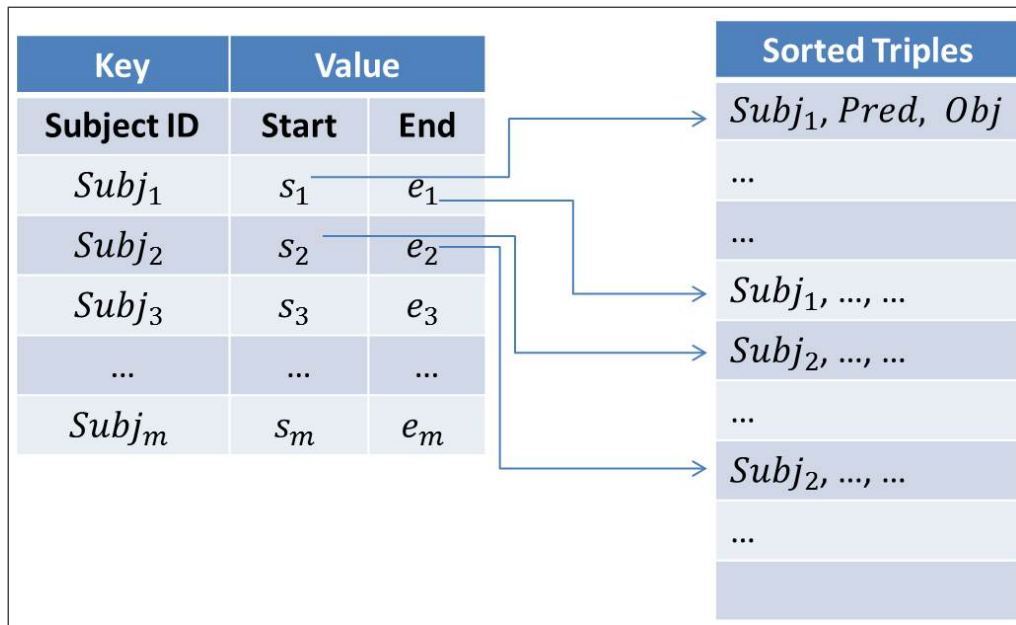 Key Value
Subject ID Start End
Subj₁ s₁ e₁
Subj₂ s₂ e₂
Subj₃ s₃ e₃
... ... ...
Subjₘ sₘ eₘ
Sorted Triples
Subj₁, Pred, Obj
...
...
Subj₁, ..., ...
Subj₂, ..., ...
...
Subj₂, ..., ...
...